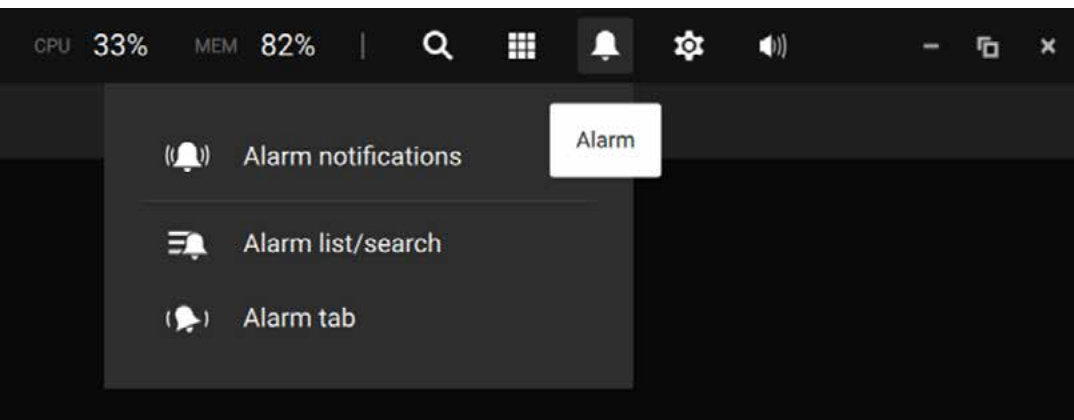 CPU 33% MEM 82%
Alarm notifications
Alarm
Alarm list/search
Alarm tab